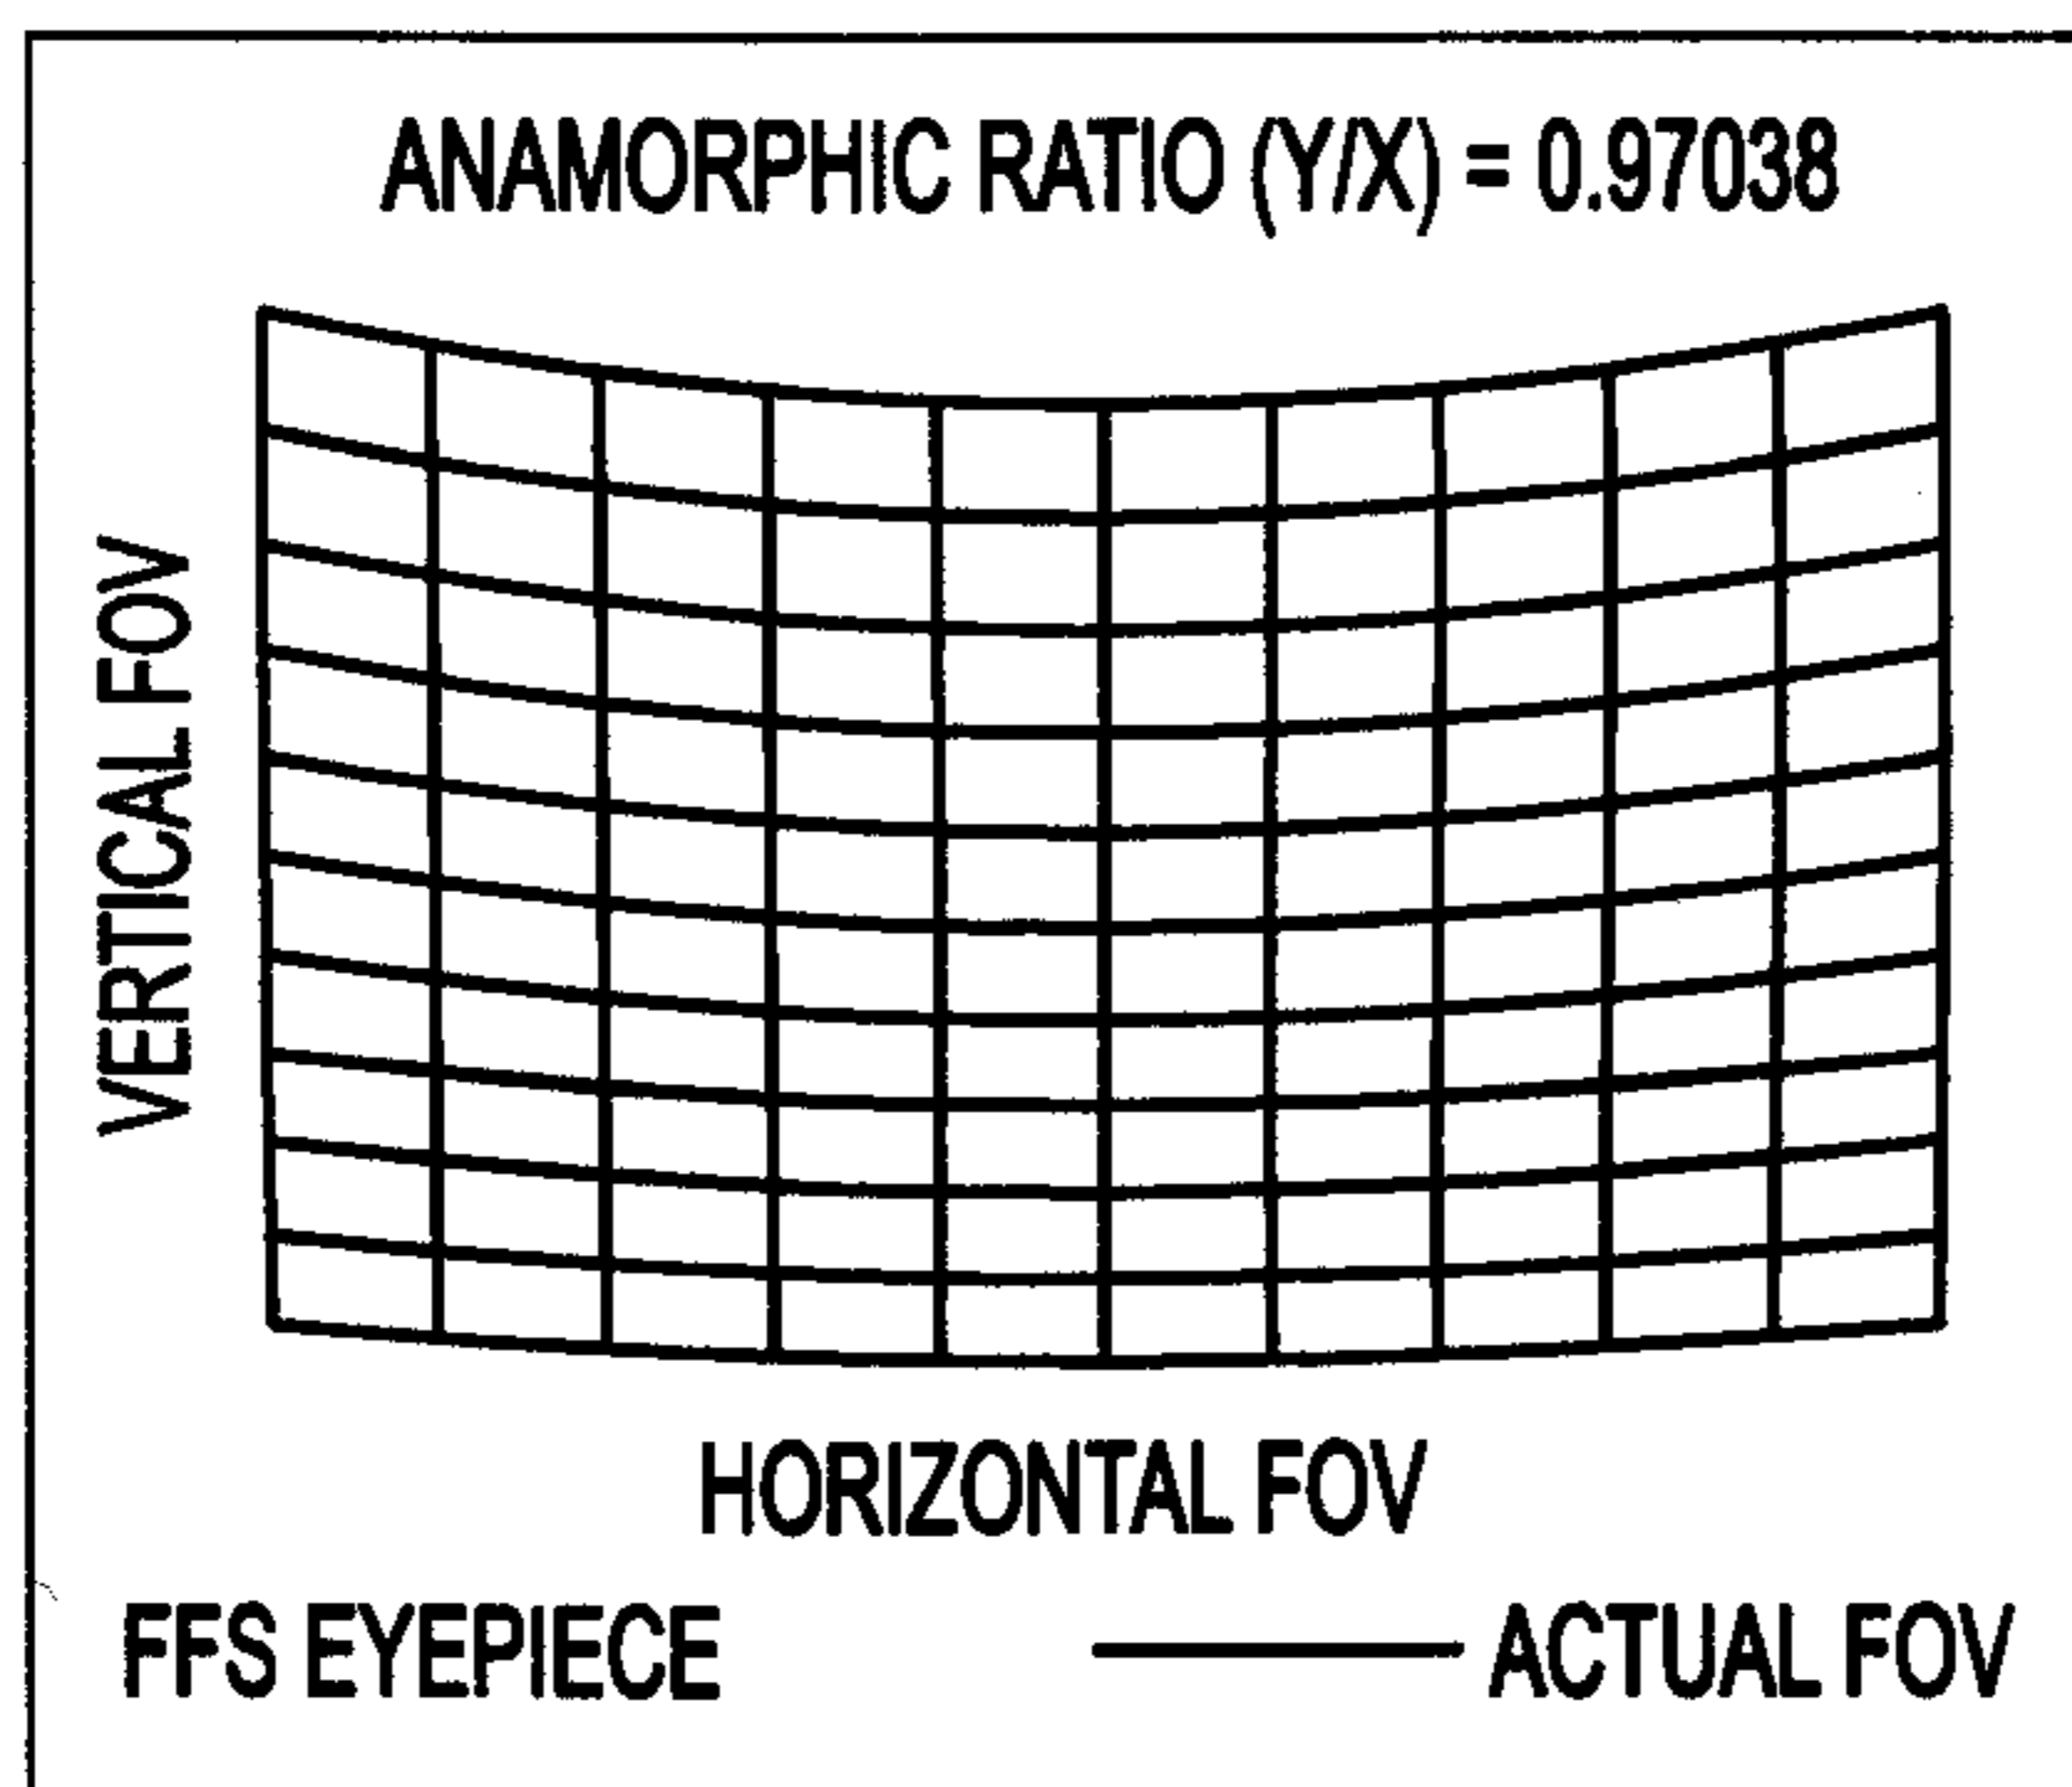 ANAMORPHIC RATIO (Y/X) = 0.97038
VERTICAL FOV
HORIZONTAL FOV
FFS EYEPIECE
ACTUAL FOV